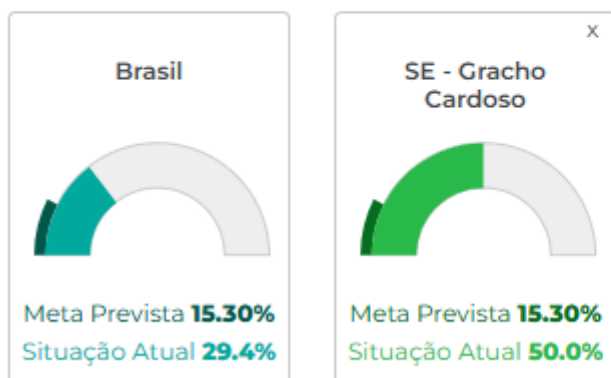 Brasil
Meta Prevista 15.30%
Situação Atual 29.4%
x
SE - Gracho
Cardoso
Meta Prevista 15.30%
Situação Atual 50.0%